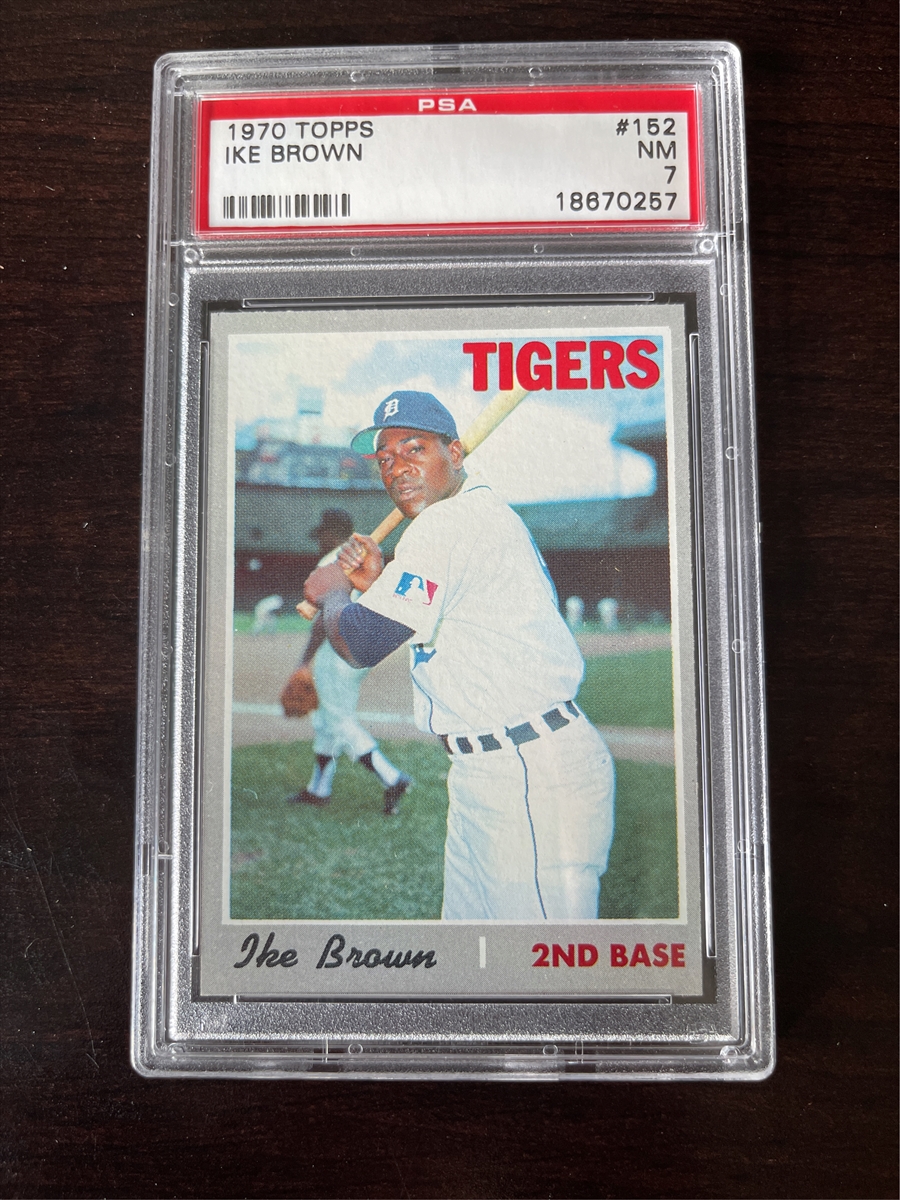 PSA
1970 TOPPS #152
IKE BROWN NM
7
18670257
TIGERS
Ike Brown 2ND BASE